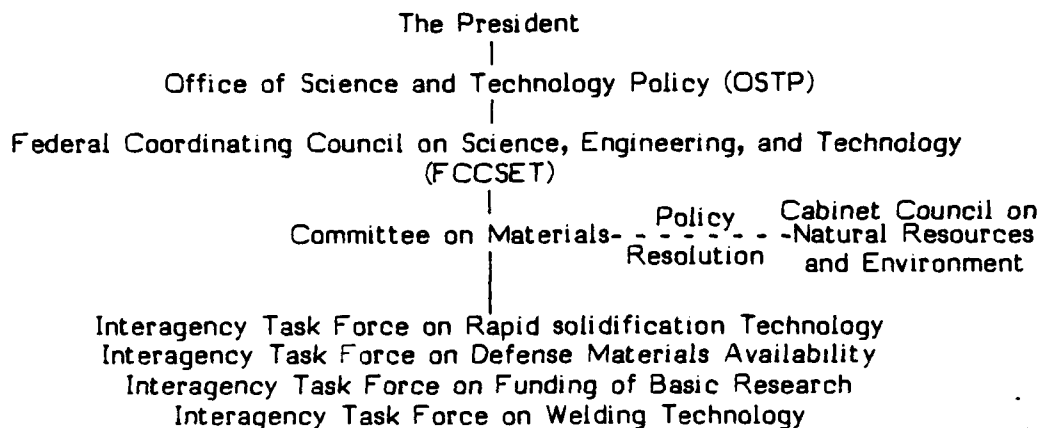 The President
Office of Science and Technology Policy (OSTP)
Federal Coordinating Council on Science, Engineering, and Technology
(FCCSET)
Committee on Materials
Policy
Resolution
Cabinet Council on
Natural Resources
and Environment
Interagency Task Force on Rapid solidification Technology
Interagency Task Force on Defense Materials Availability
Interagency Task Force on Funding of Basic Research
Interagency Task Force on Welding Technology